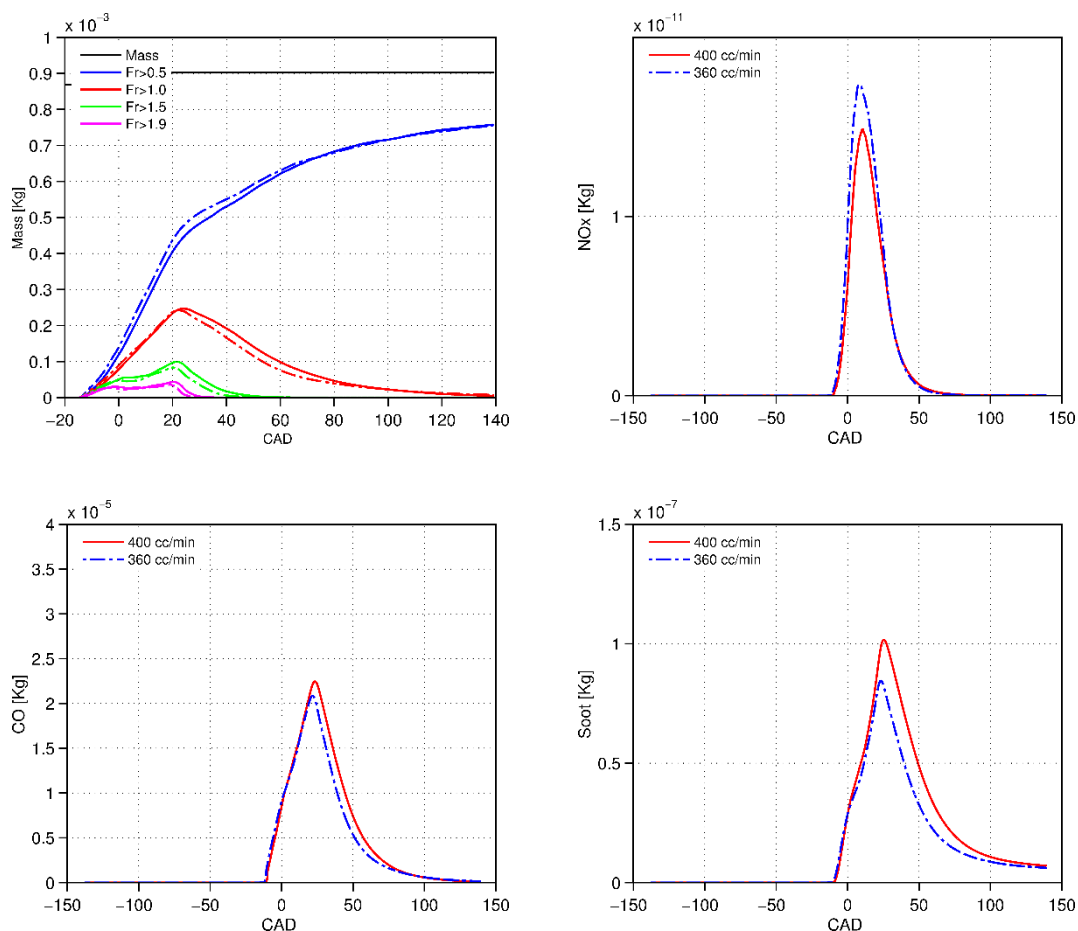 x 10⁻³
1
0.9
0.8
0.7
0.6
0.5
0.4
0.3
0.2
0.1
0
Mass [Kg]
Mass
Fr>0.5
Fr>1.0
Fr>1.5
Fr>1.9
−20 0 20 40 60 80 100 120 140
CAD
x 10⁻¹¹
1
0
NOx [Kg]
400 cc/min
360 cc/min
−150 −100 −50 0 50 100 150
CAD
x 10⁻⁵
4
3.5
3
2.5
2
1.5
1
0.5
0
CO [Kg]
400 cc/min
360 cc/min
−150 −100 −50 0 50 100 150
CAD
x 10⁻⁷
1.5
1
0.5
0
Soot [Kg]
400 cc/min
360 cc/min
−150 −100 −50 0 50 100 150
CAD